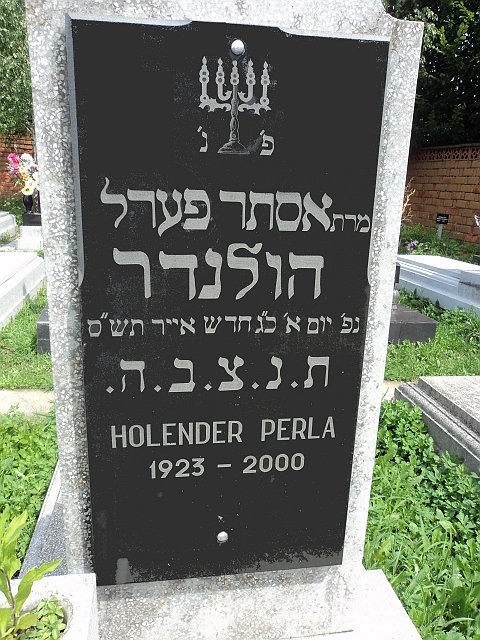 פ׳ נ׳
מרת אסתר פערל
הולנדר
נפ׳ יום א׳ כ״ג חדש אייר תש״ס
ת.נ.צ.ב.ה.
HOLENDER PERLA
1923 - 2000